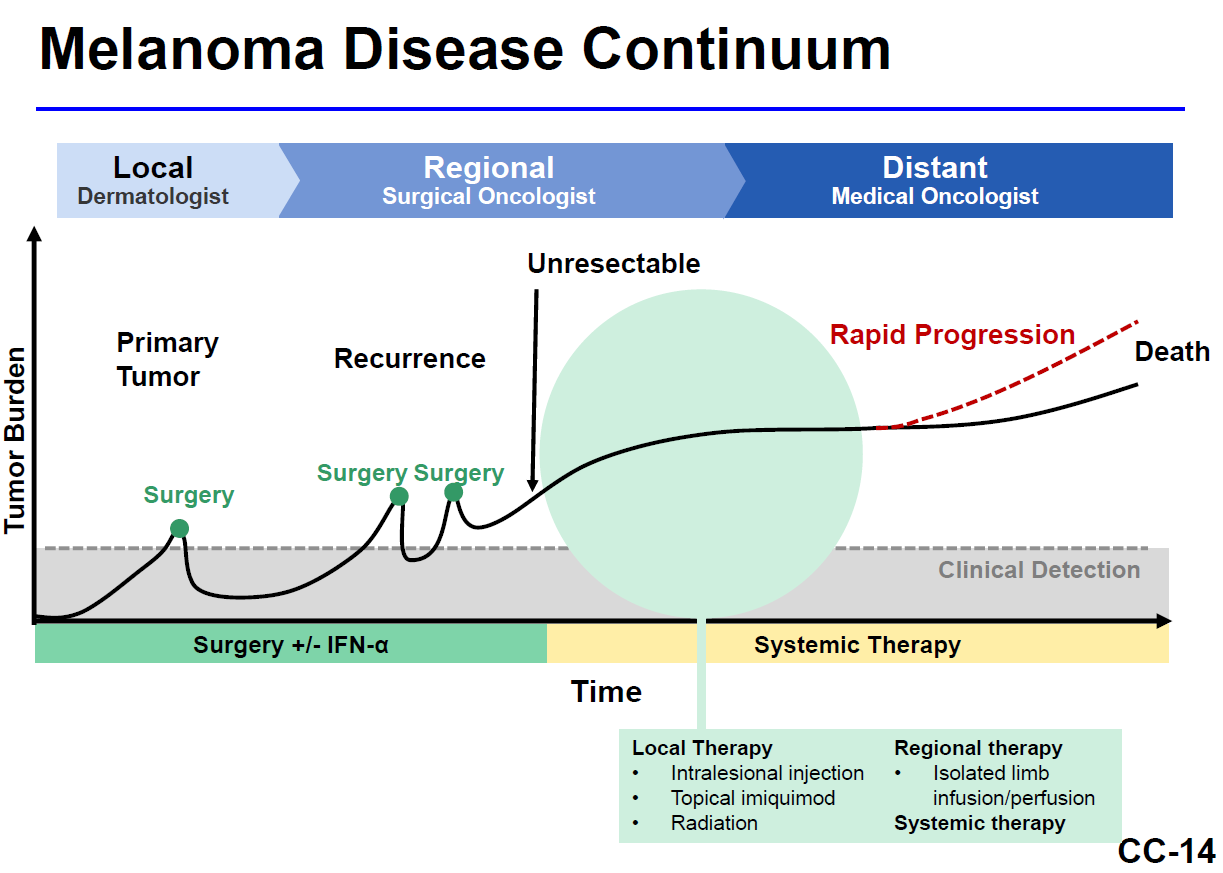 Melanoma Disease Continuum
Local
Dermatologist
Regional
Surgical Oncologist
Distant
Medical Oncologist
Tumor Burden
Unresectable
Primary
Tumor
Recurrence
Rapid Progression
Death
Surgery
Surgery
Surgery
Clinical Detection
Surgery +/- IFN-α
Systemic Therapy
Time
Local Therapy
• Intralesional injection
• Topical imiquimod
• Radiation
Regional therapy
• Isolated limb
infusion/perfusion
Systemic therapy
CC-14